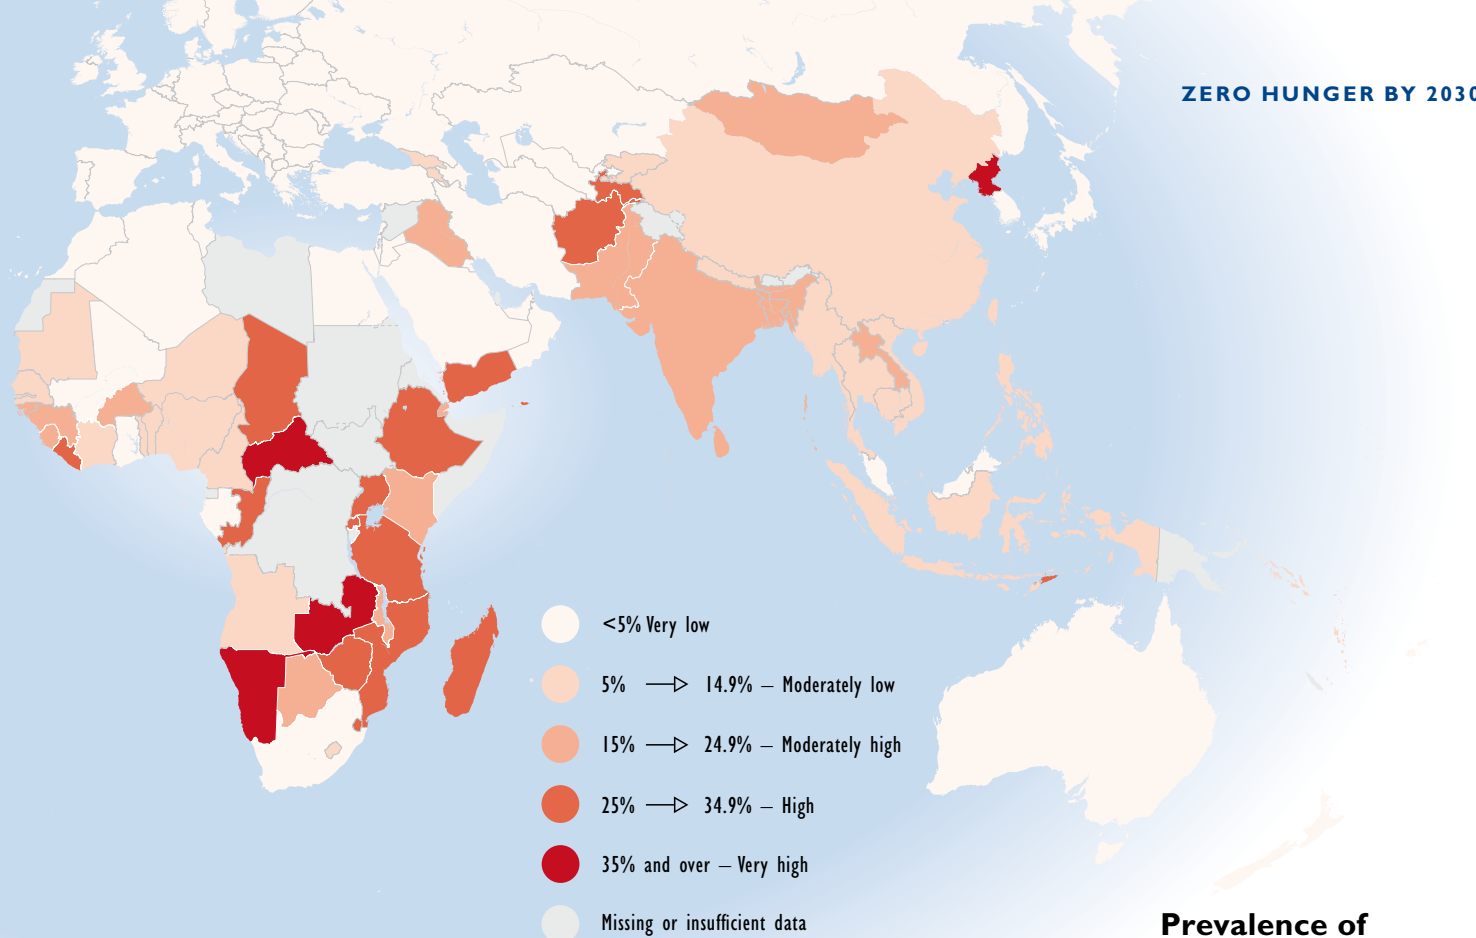 ZERO HUNGER BY 2030
<5% Very low
5% → 14.9% – Moderately low
15% → 24.9% – Moderately high
25% → 34.9% – High
35% and over – Very high
Missing or insufficient data
Prevalence of